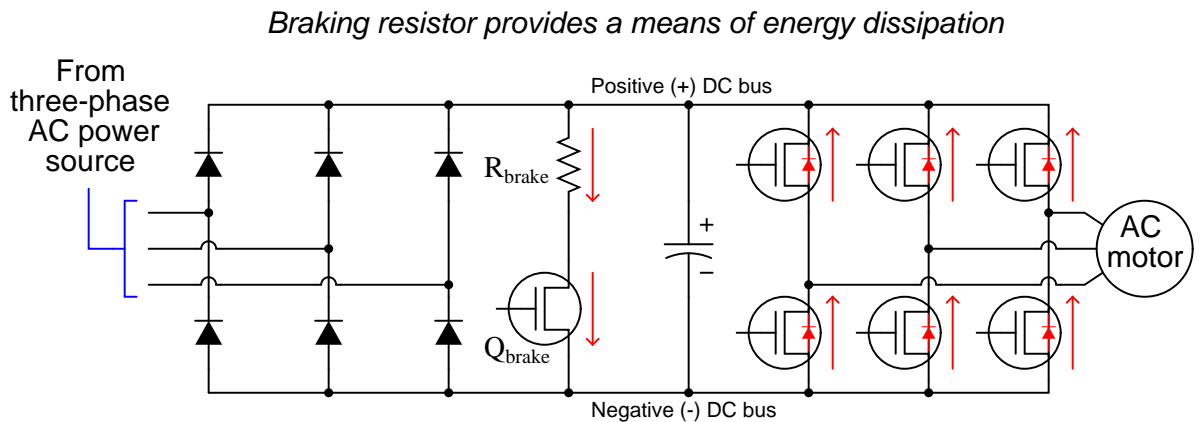 Braking resistor provides a means of energy dissipation
From
three-phase
AC power
source
Positive (+) DC bus
Rbrake
Qbrake
+
-
AC
motor
Negative (-) DC bus